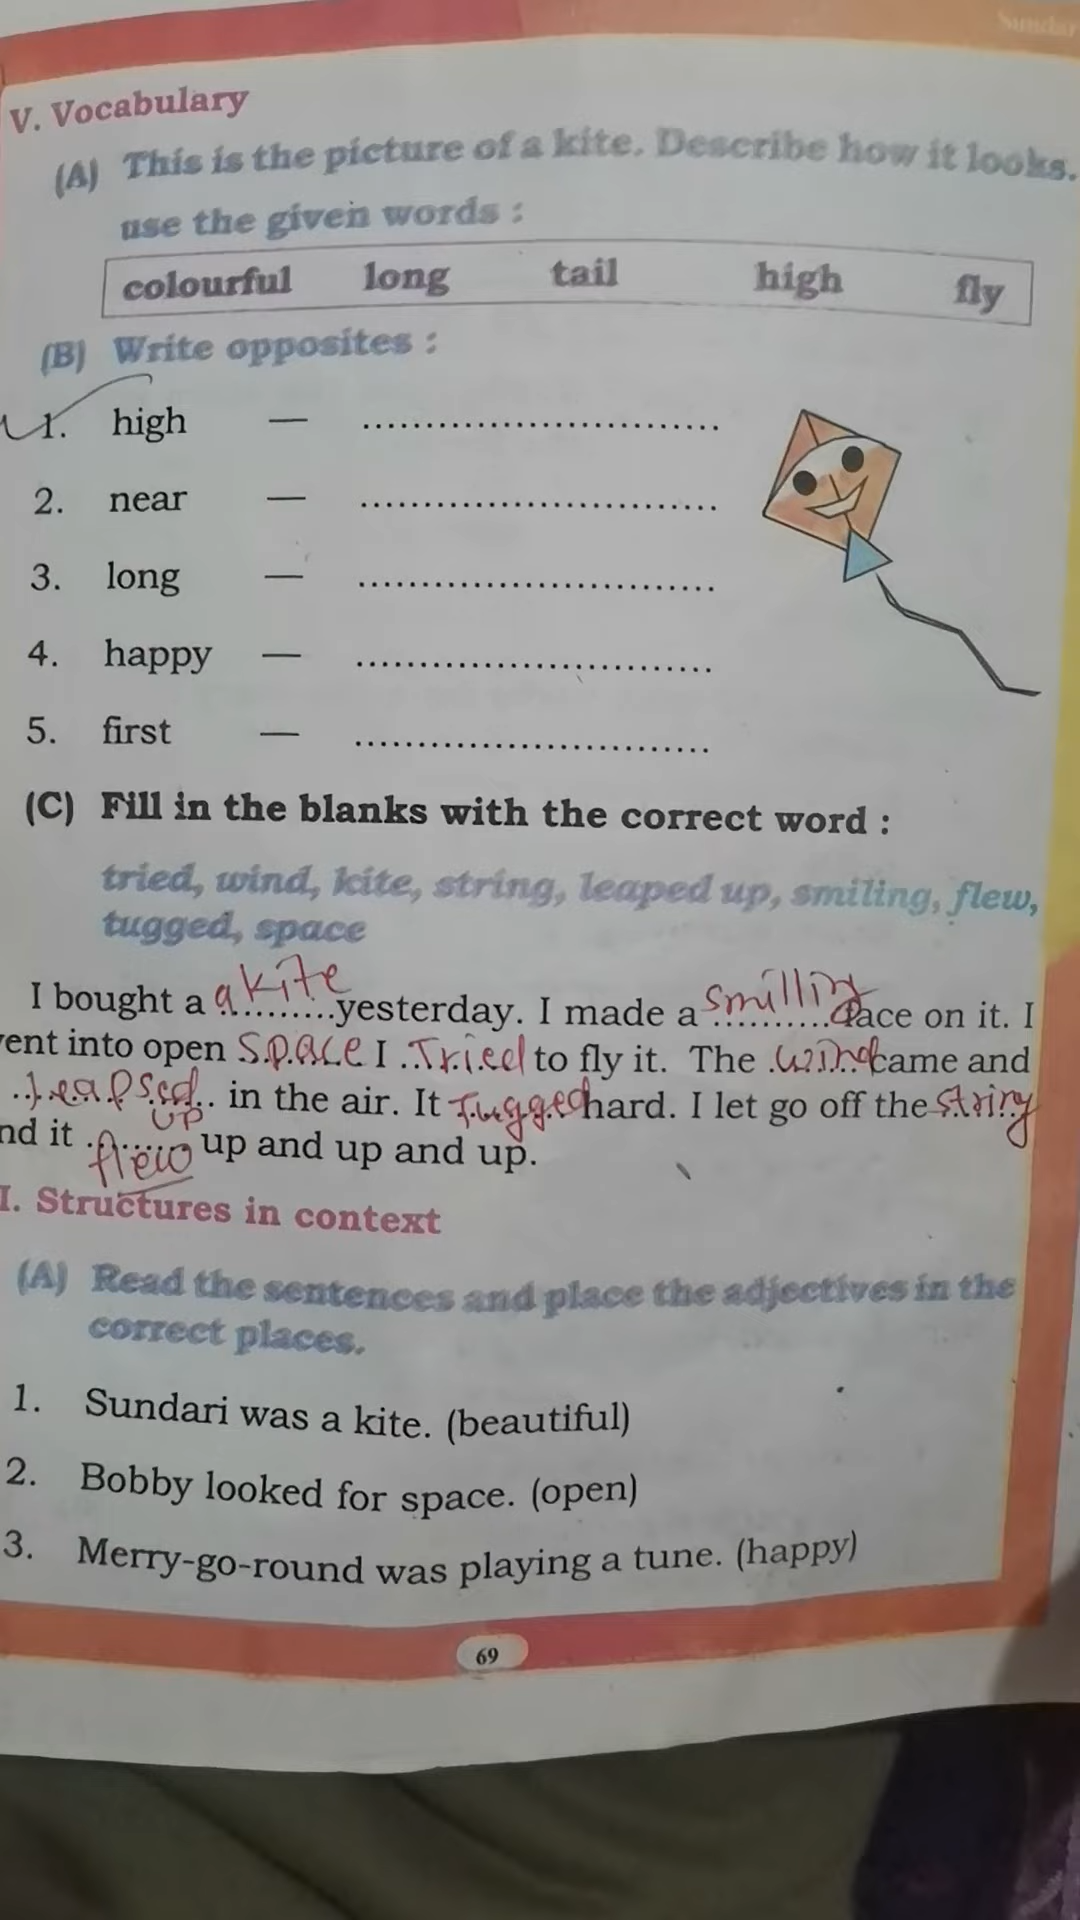 Sundar
V. Vocabulary
(A) This is the picture of a kite. Describe how it looks.
use the given words :
colourful long tail high fly
(B) Write opposites :
1. high — ..............................
2. near — ..............................
3. long — ..............................
4. happy — ..............................
5. first — ..............................
(C) Fill in the blanks with the correct word :
tried, wind, kite, string, leaped up, smiling, flew,
tugged, space
I bought a a kite yesterday. I made a smilling face on it. I
ent into open space I Tried to fly it. The wind came and
in the air. It Tugged hard. I let go off the string
up
nd it flew up and up and up.
I. Structures in context
(A) Read the sentences and place the adjectives in the
correct places.
1. Sundari was a kite. (beautiful)
2. Bobby looked for space. (open)
3. Merry-go-round was playing a tune. (happy)
69